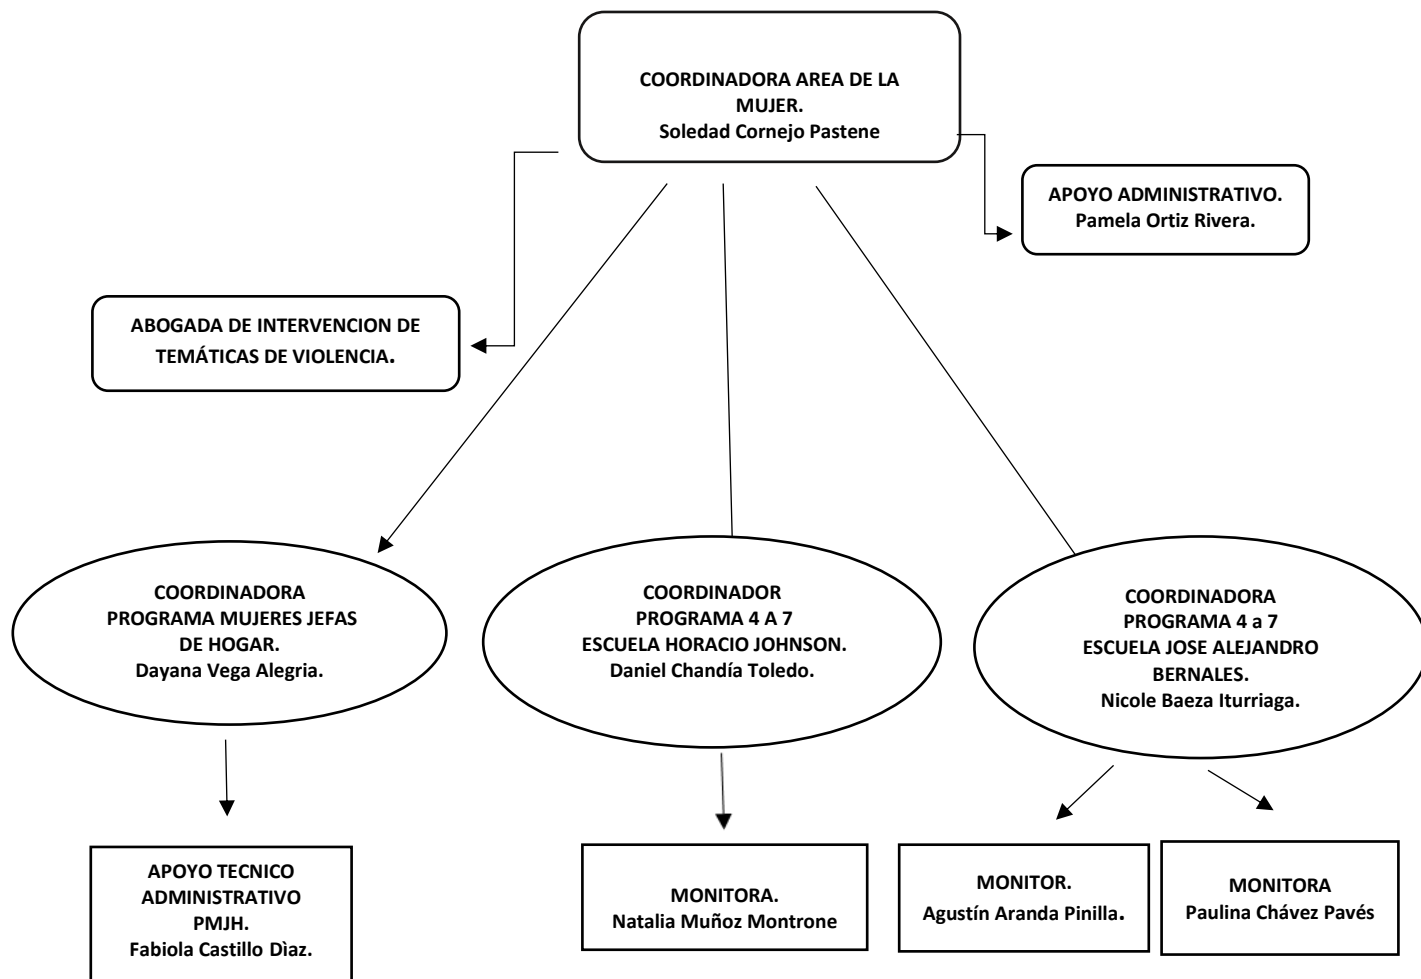 COORDINADORA AREA DE LA
MUJER.
Soledad Cornejo Pastene
APOYO ADMINISTRATIVO.
Pamela Ortiz Rivera.
ABOGADA DE INTERVENCION DE
TEMÁTICAS DE VIOLENCIA.
COORDINADORA
PROGRAMA MUJERES JEFAS
DE HOGAR.
Dayana Vega Alegria.
COORDINADOR
PROGRAMA 4 A 7
ESCUELA HORACIO JOHNSON.
Daniel Chandía Toledo.
COORDINADORA
PROGRAMA 4 a 7
ESCUELA JOSE ALEJANDRO
BERNALES.
Nicole Baeza Iturriaga.
APOYO TECNICO
ADMINISTRATIVO
PMJH.
Fabiola Castillo Dìaz.
MONITORA.
Natalia Muñoz Montrone
MONITOR.
Agustín Aranda Pinilla.
MONITORA
Paulina Chávez Pavés